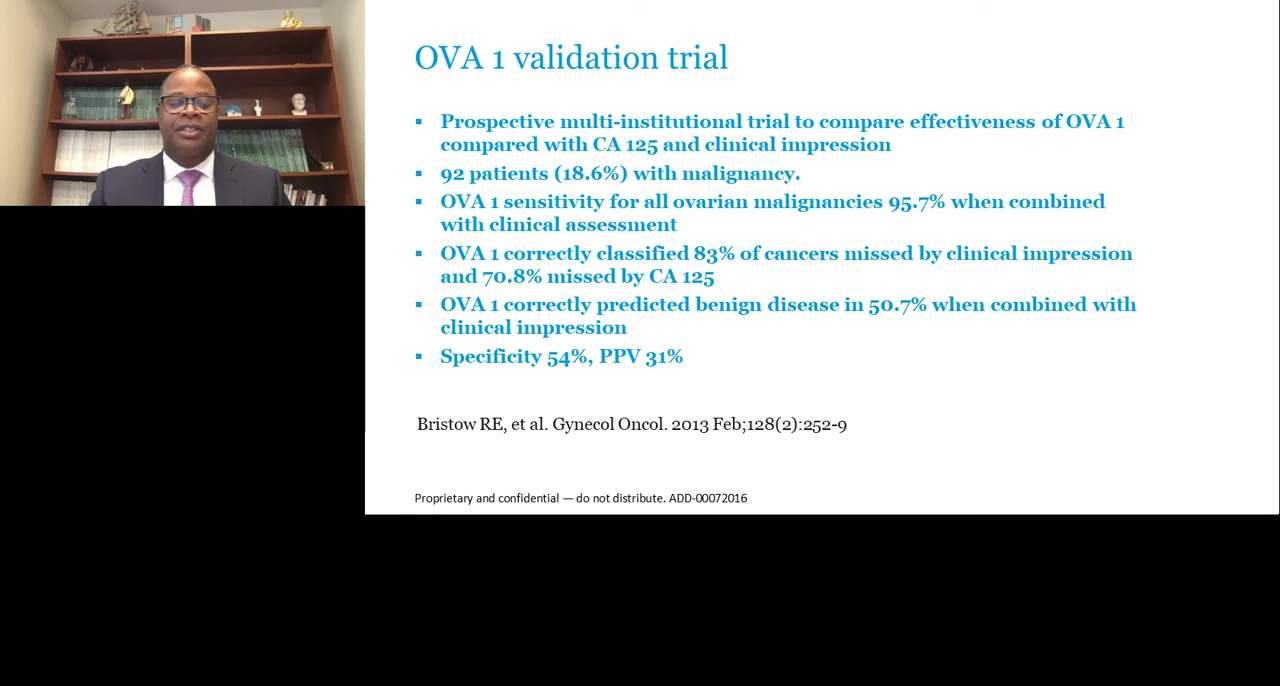 OVA 1 validation trial
▪ Prospective multi-institutional trial to compare effectiveness of OVA 1
compared with CA 125 and clinical impression
▪ 92 patients (18.6%) with malignancy.
▪ OVA 1 sensitivity for all ovarian malignancies 95.7% when combined
with clinical assessment
▪ OVA 1 correctly classified 83% of cancers missed by clinical impression
and 70.8% missed by CA 125
▪ OVA 1 correctly predicted benign disease in 50.7% when combined with
clinical impression
▪ Specificity 54%, PPV 31%
Bristow RE, et al. Gynecol Oncol. 2013 Feb;128(2):252-9
Proprietary and confidential — do not distribute. ADD-00072016